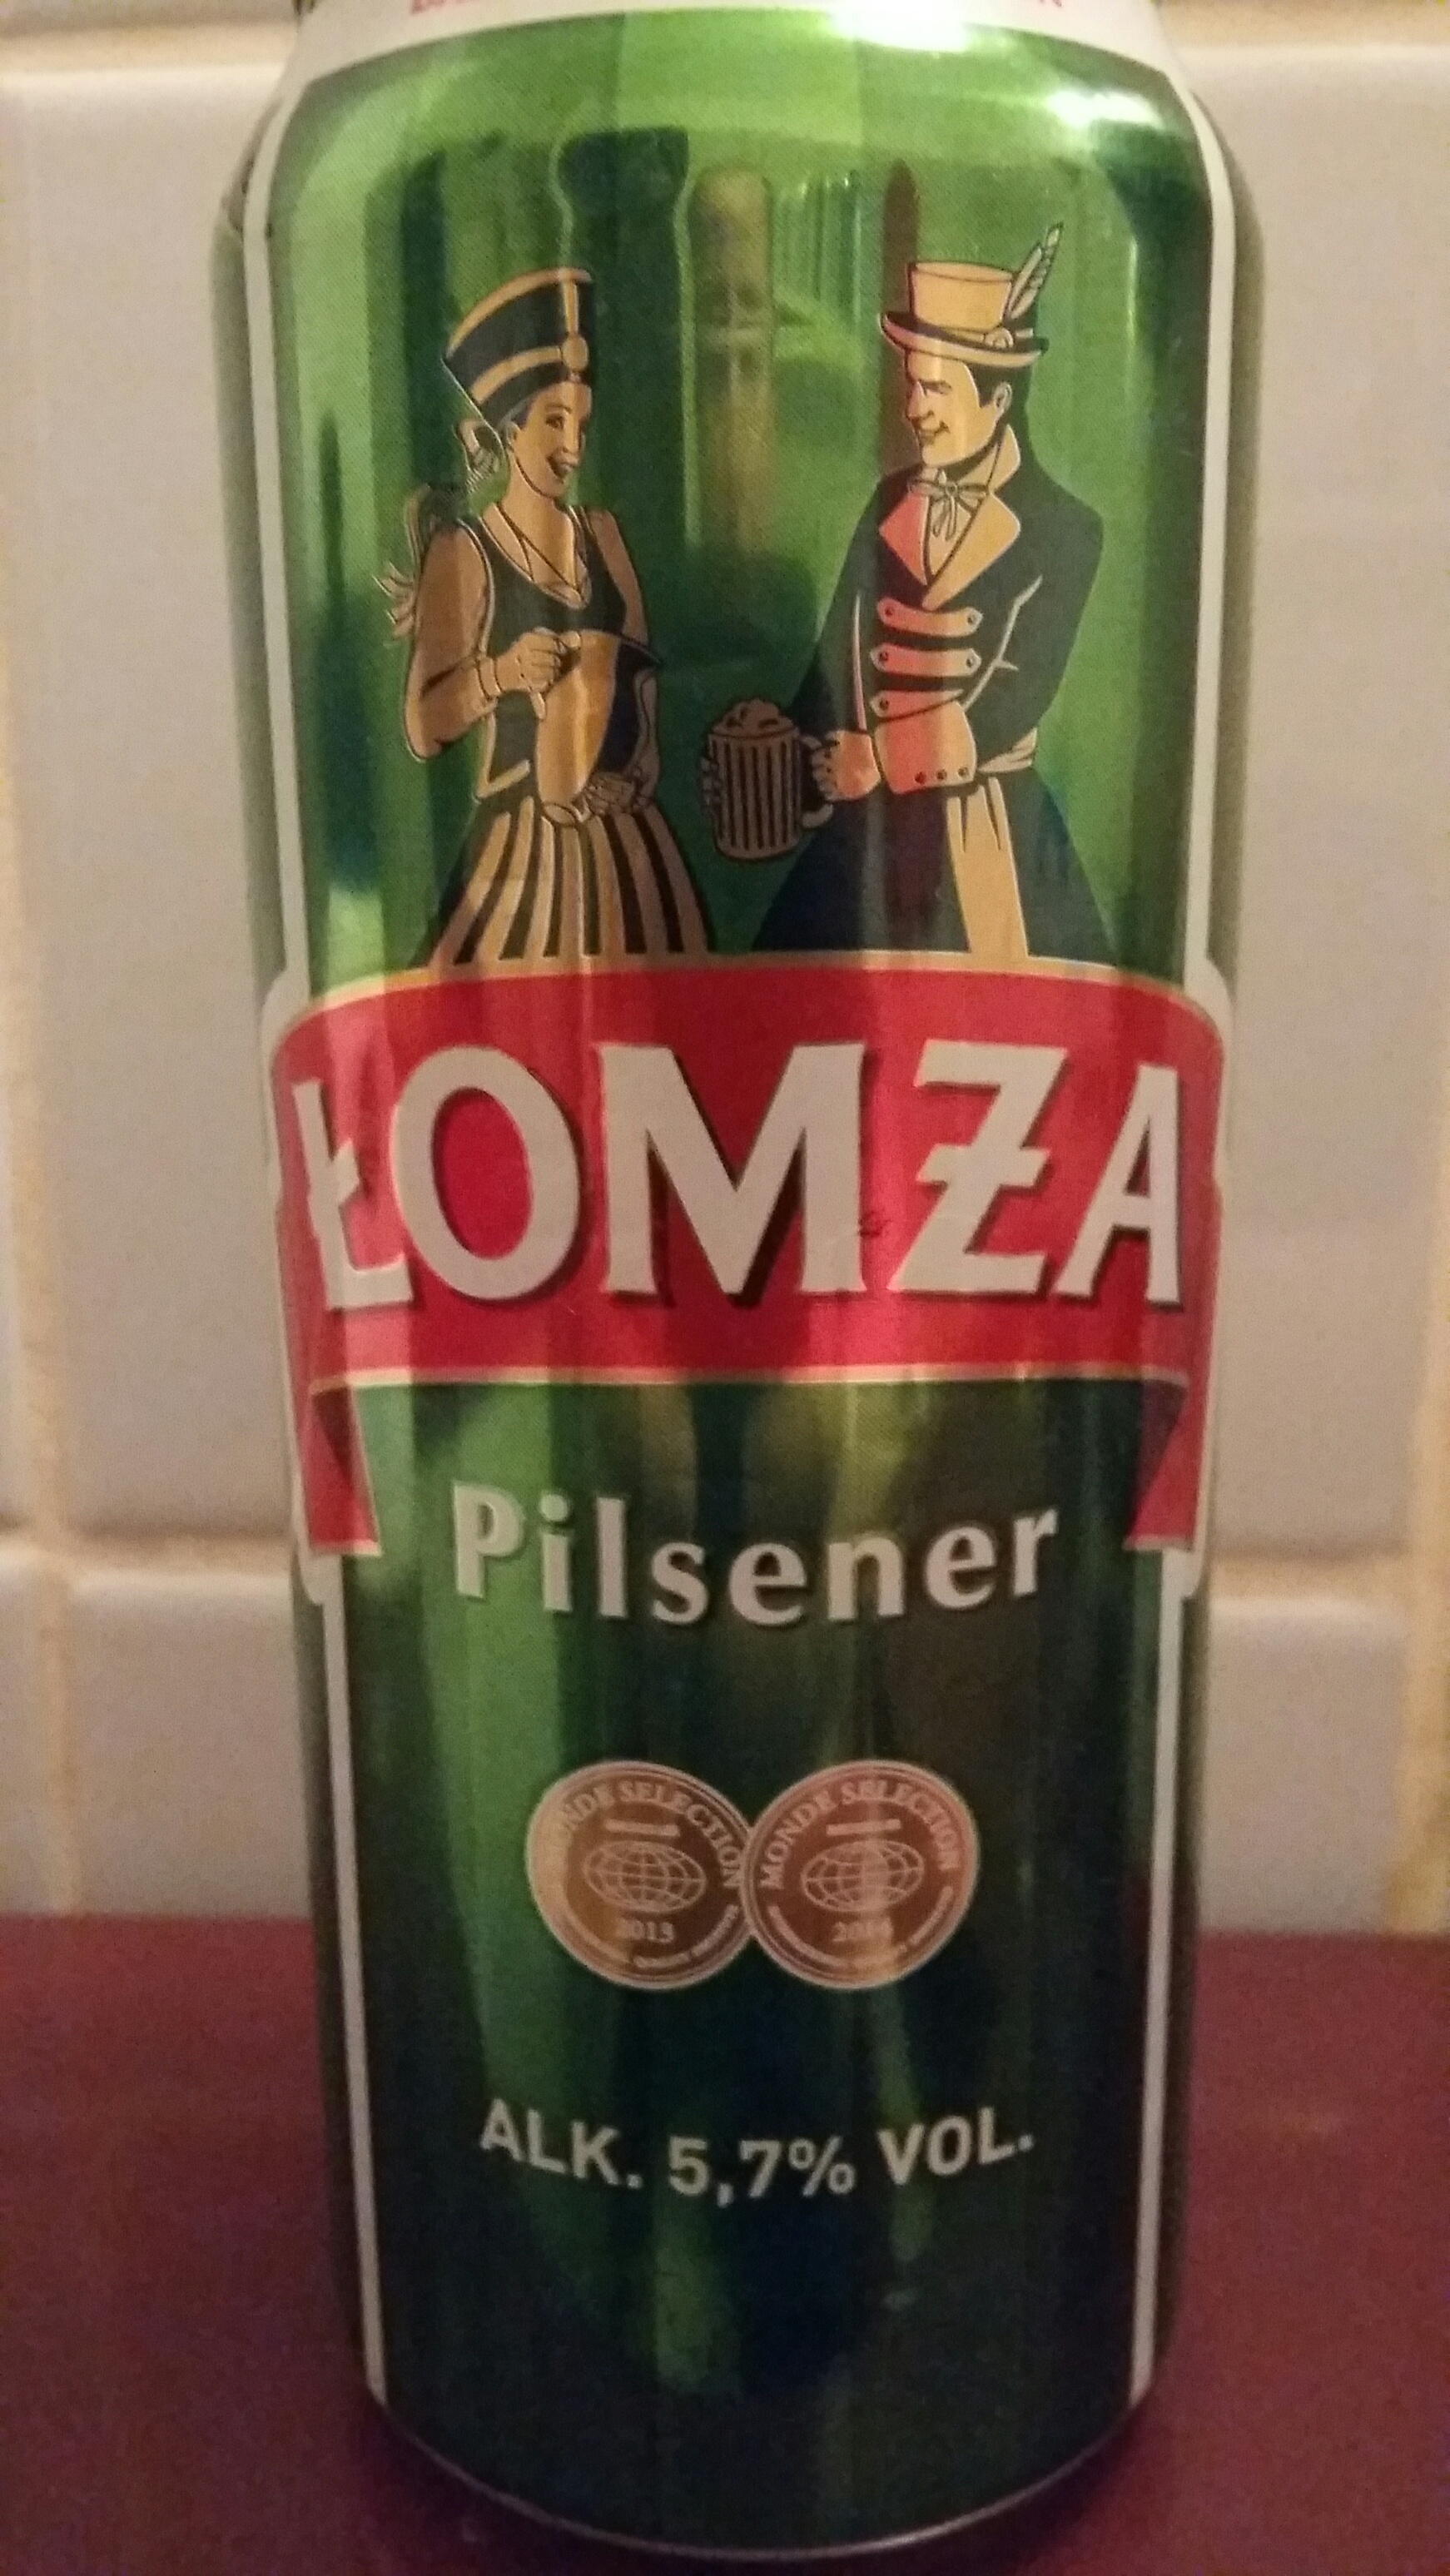 ŁOMŻA
Pilsener
MONDE SELECTION
2013
MONDE SELECTION
ALK. 5,7% VOL.